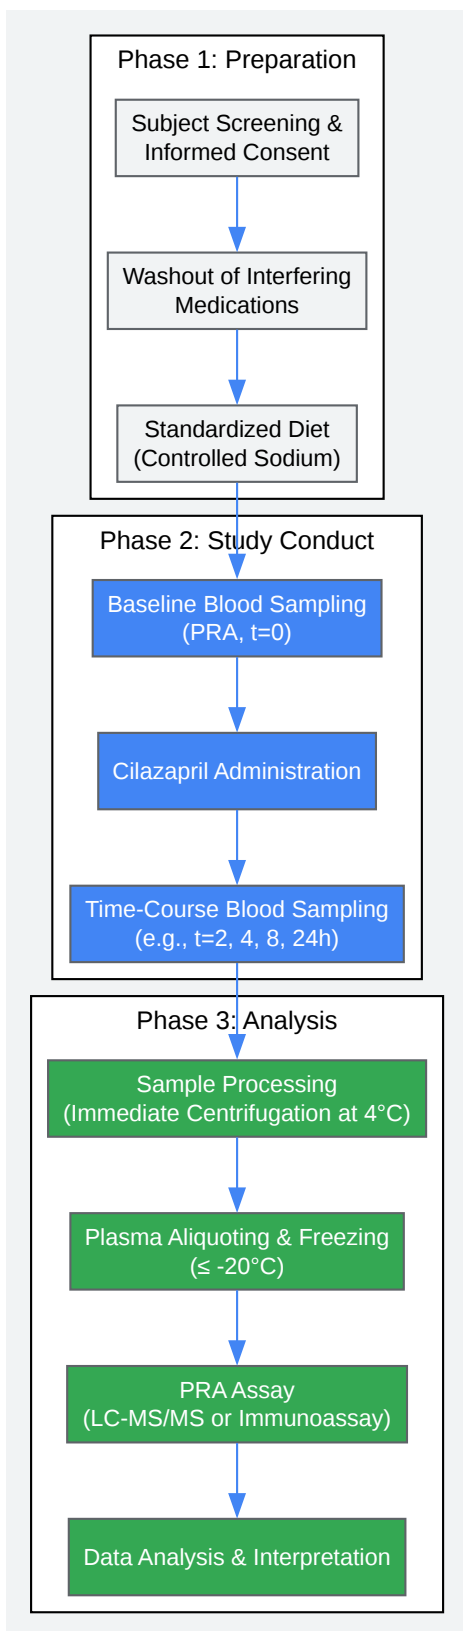 Phase 1: Preparation
Subject Screening &
Informed Consent
Washout of Interfering
Medications
Standardized Diet
(Controlled Sodium)
Phase 2: Study Conduct
Baseline Blood Sampling
(PRA, t=0)
Cilazapril Administration
Time-Course Blood Sampling
(e.g., t=2, 4, 8, 24h)
Phase 3: Analysis
Sample Processing
(Immediate Centrifugation at 4°C)
Plasma Aliquoting & Freezing
(≤ -20°C)
PRA Assay
(LC-MS/MS or Immunoassay)
Data Analysis & Interpretation